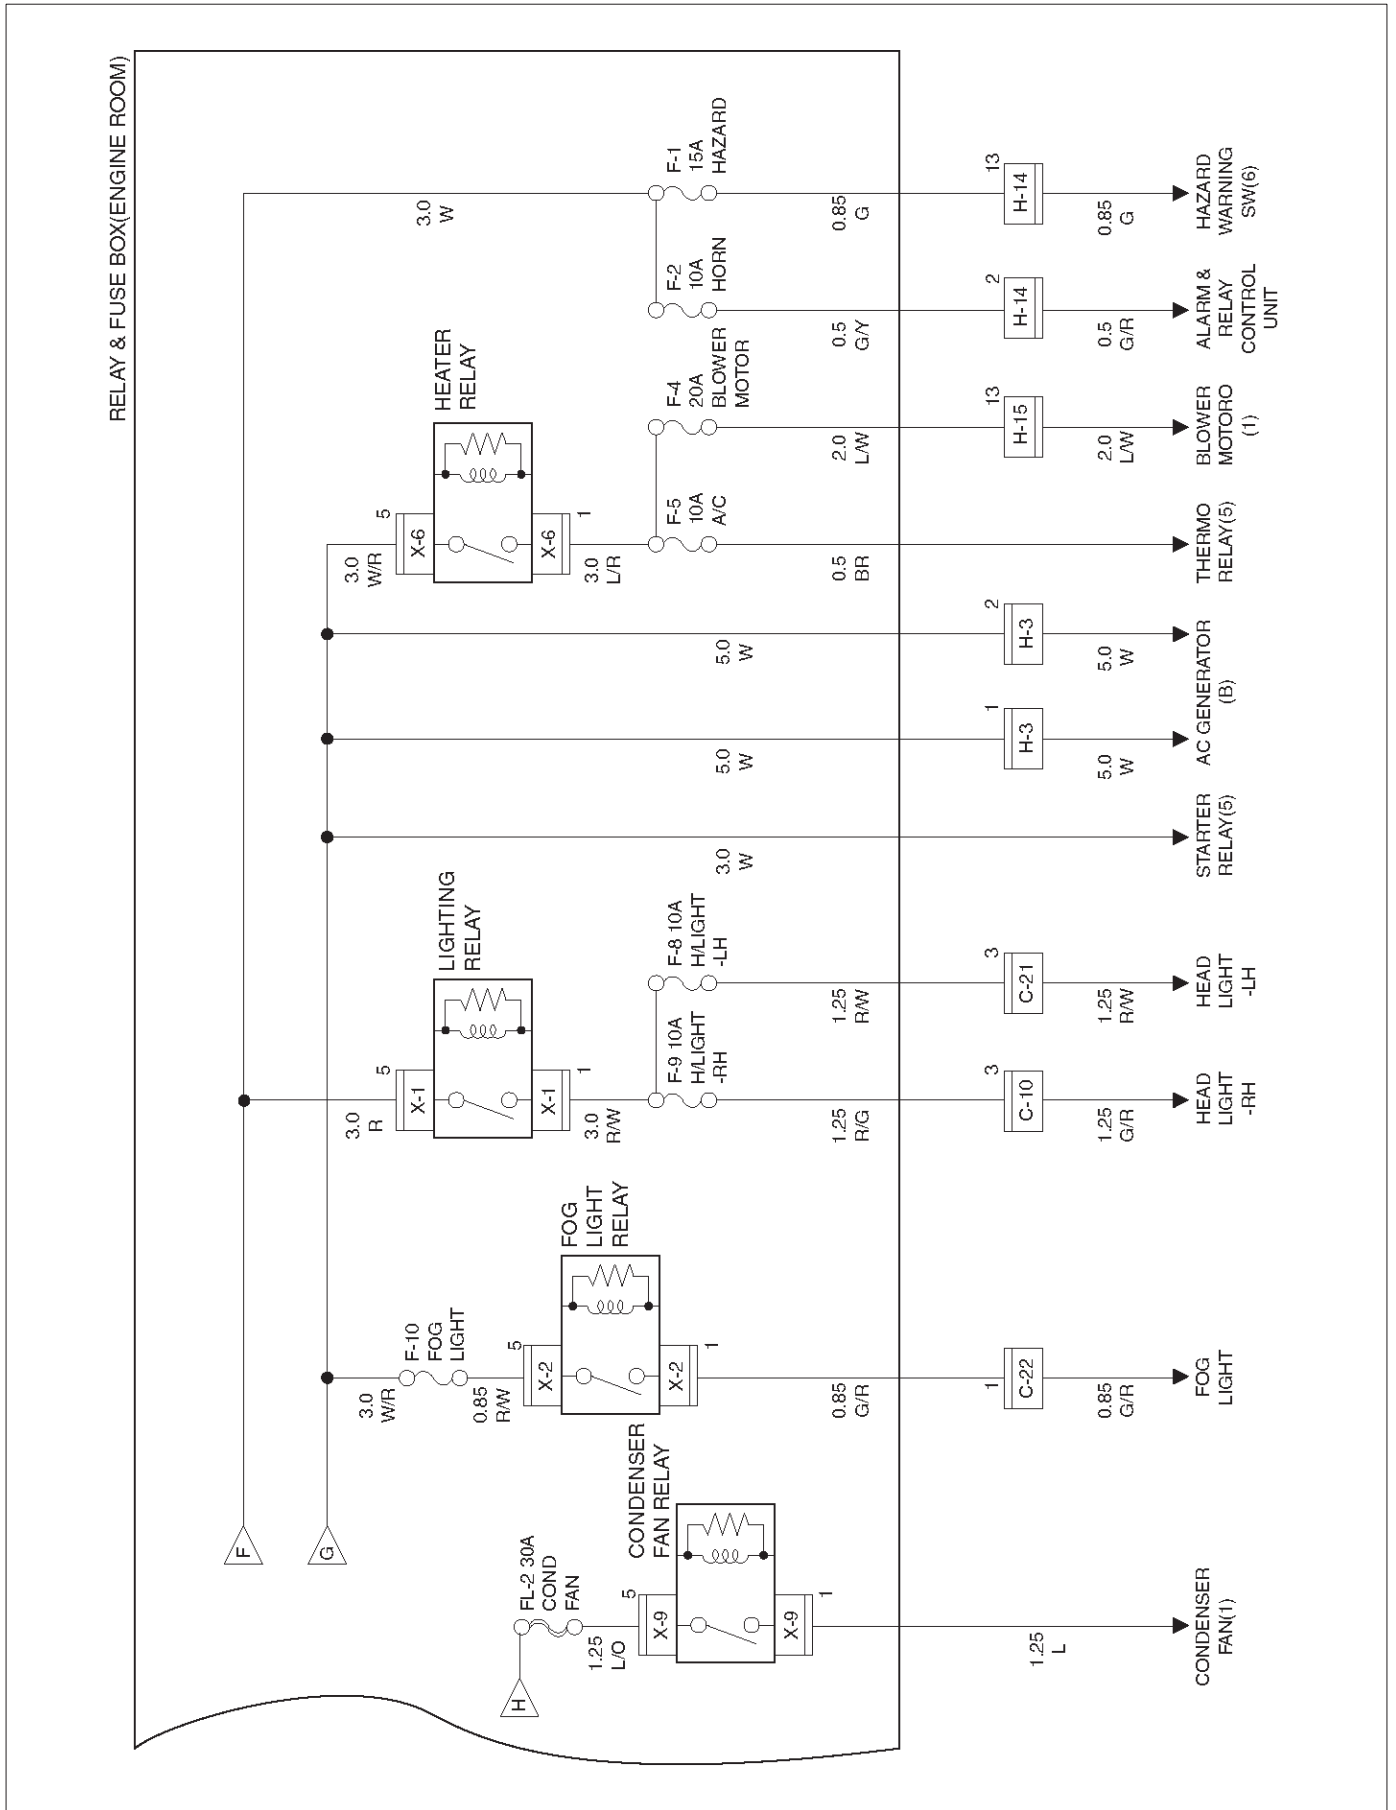 RELAY & FUSE BOX(ENGINE ROOM)
H
FL-2 30A
COND
FAN
1.25
L/O
5
X-9
CONDENSER
FAN RELAY
X-9
1
1.25
L
CONDENSER
FAN(1)
F
G
3.0
W/R
F-10
FOG
LIGHT
0.85
R/W
5
X-2
FOG
LIGHT
RELAY
X-2
1
0.85
G/R
1
C-22
0.85
G/R
FOG
LIGHT
3.0
R
5
X-1
LIGHTING
RELAY
X-1
1
3.0
R/W
F-9 10A
H/LIGHT
-RH
1.25
R/G
3
C-10
1.25
G/R
HEAD
LIGHT
-RH
F-8 10A
H/LIGHT
-LH
1.25
R/W
3
C-21
1.25
R/W
HEAD
LIGHT
-LH
3.0
W
STARTER
RELAY(5)
5.0
W
1
H-3
5.0
W
5.0
W
2
H-3
5.0
W
AC GENERATOR
(B)
3.0
W/R
5
X-6
HEATER
RELAY
X-6
1
3.0
L/R
F-5
10A
A/C
0.5
BR
THERMO
RELAY(5)
F-4
20A
BLOWER
MOTOR
2.0
L/W
13
H-15
2.0
L/W
BLOWER
MOTORO
(1)
F-2
10A
HORN
0.5
G/Y
2
H-14
0.5
G/R
ALARM &
RELAY
CONTROL
UNIT
3.0
W
F-1
15A
HAZARD
0.85
G
13
H-14
0.85
G
HAZARD
WARNING
SW(6)